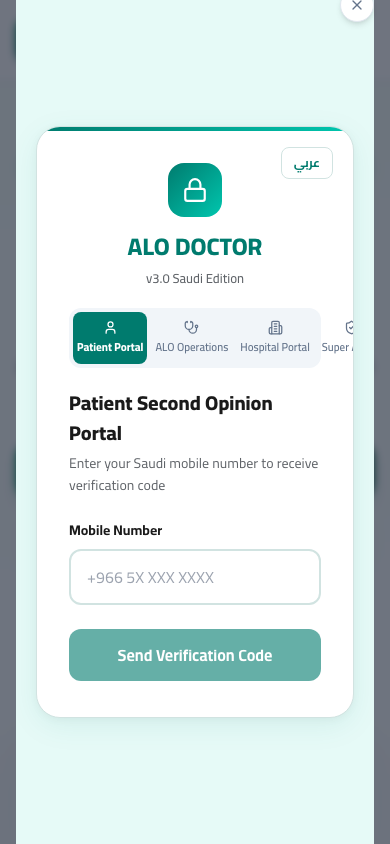 عربي
ALO DOCTOR
v3.0 Saudi Edition
Patient Portal
ALO Operations
Hospital Portal
Super
Patient Second Opinion
Portal
Enter your Saudi mobile number to receive
verification code
Mobile Number
+966 5X XXX XXXX
Send Verification Code